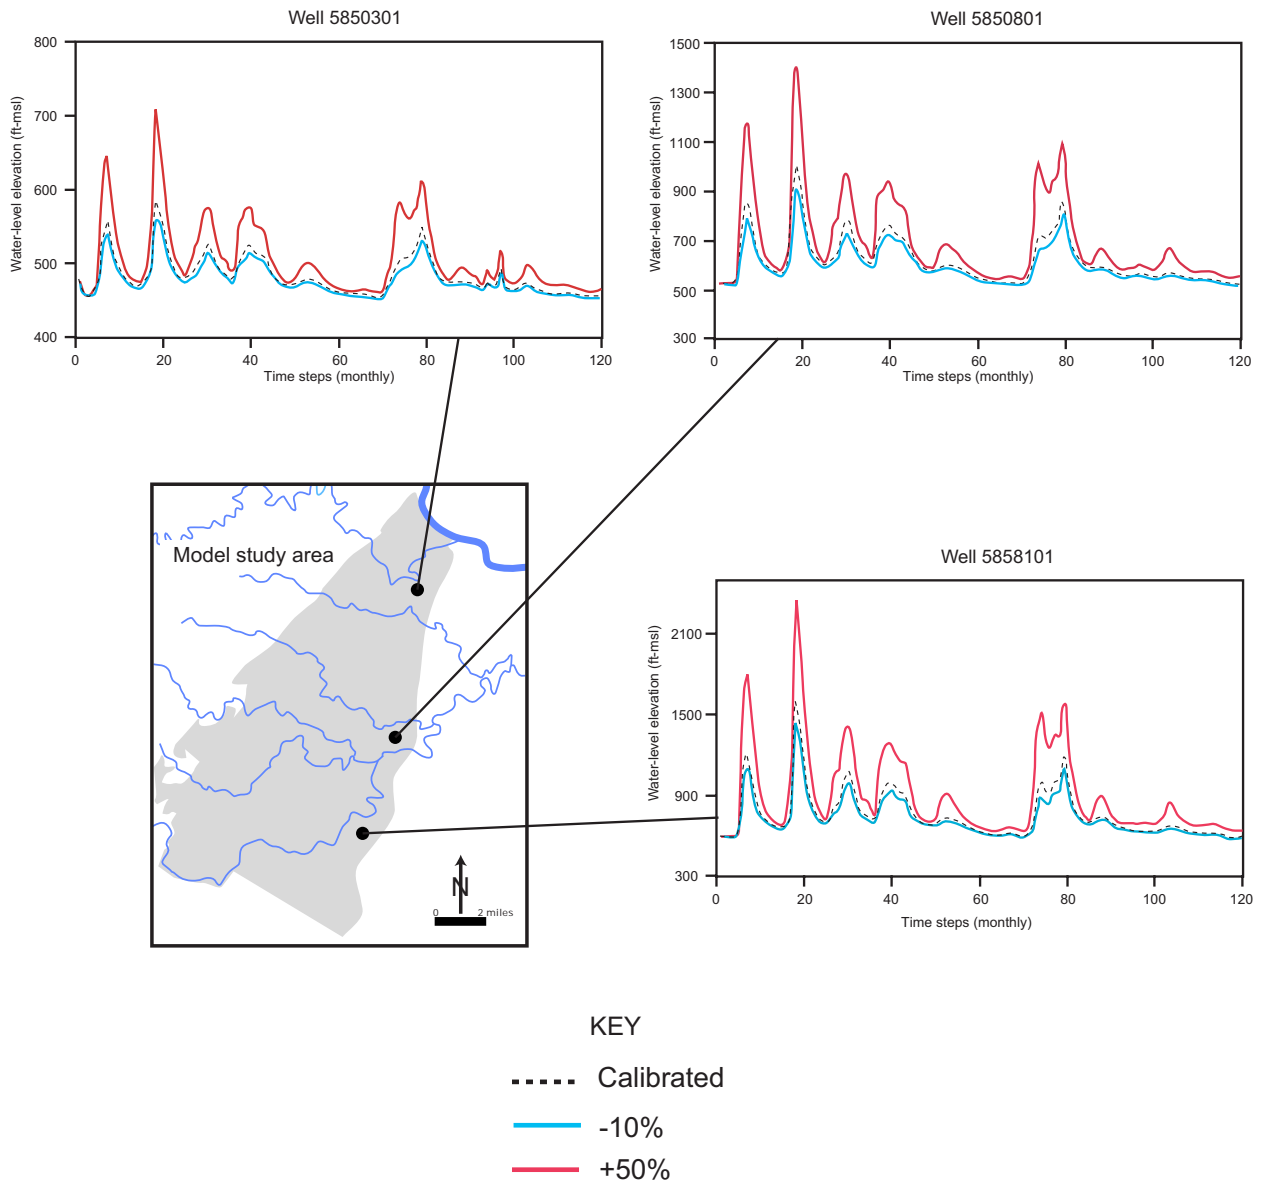 Well 5850301
Water-level elevation (ft-msl)
800
700
600
500
400
0 20 40 60 80 100 120
Time steps (monthly)
Well 5850801
Water-level elevation (ft-msl)
1500
1300
1100
900
700
500
300
0 20 40 60 80 100 120
Time steps (monthly)
Model study area
N
0 2 miles
Well 5858101
Water-level elevation (ft-msl)
2100
1500
900
300
0 20 40 60 80 100 120
Time steps (monthly)
KEY
Calibrated
-10%
+50%